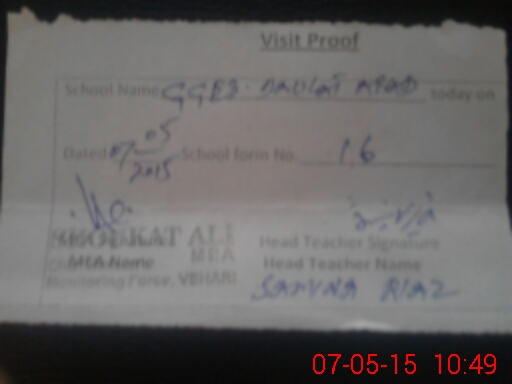 Visit Proof
School Name GGES. DAULAT ABAD today on
Dated 07-05-2015 School form No. 16
SHOUKAT ALI Head Teacher Signature
MEA
MEA Name Head Teacher Name
Monitoring Force, VEHARI
RIAZ
07-05-15 10:49